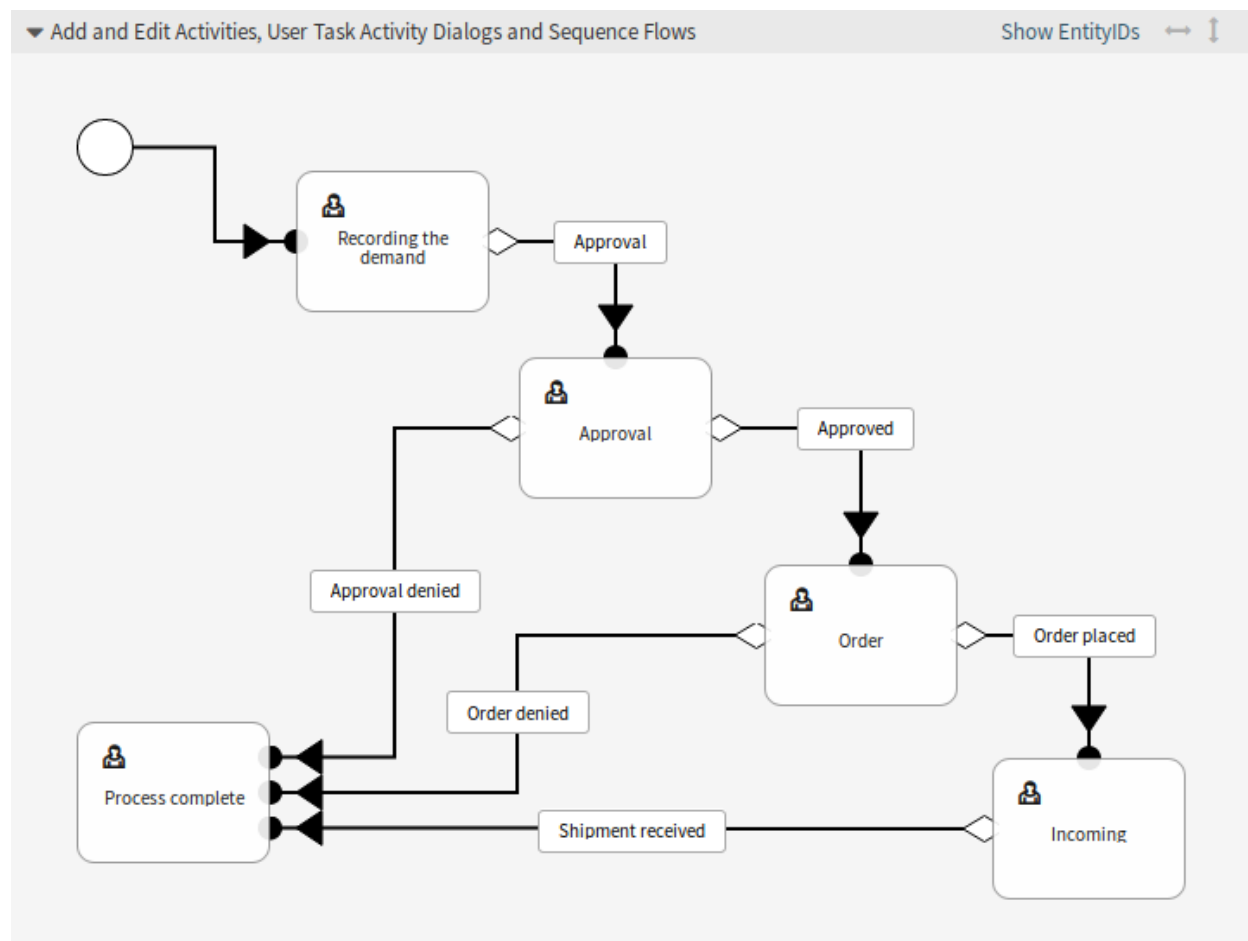 Add and Edit Activities, User Task Activity Dialogs and Sequence Flows
Show EntityIDs
Recording the
demand
Approval
Approval
Approved
Approval denied
Order
Order placed
Order denied
Process complete
Shipment received
Incoming